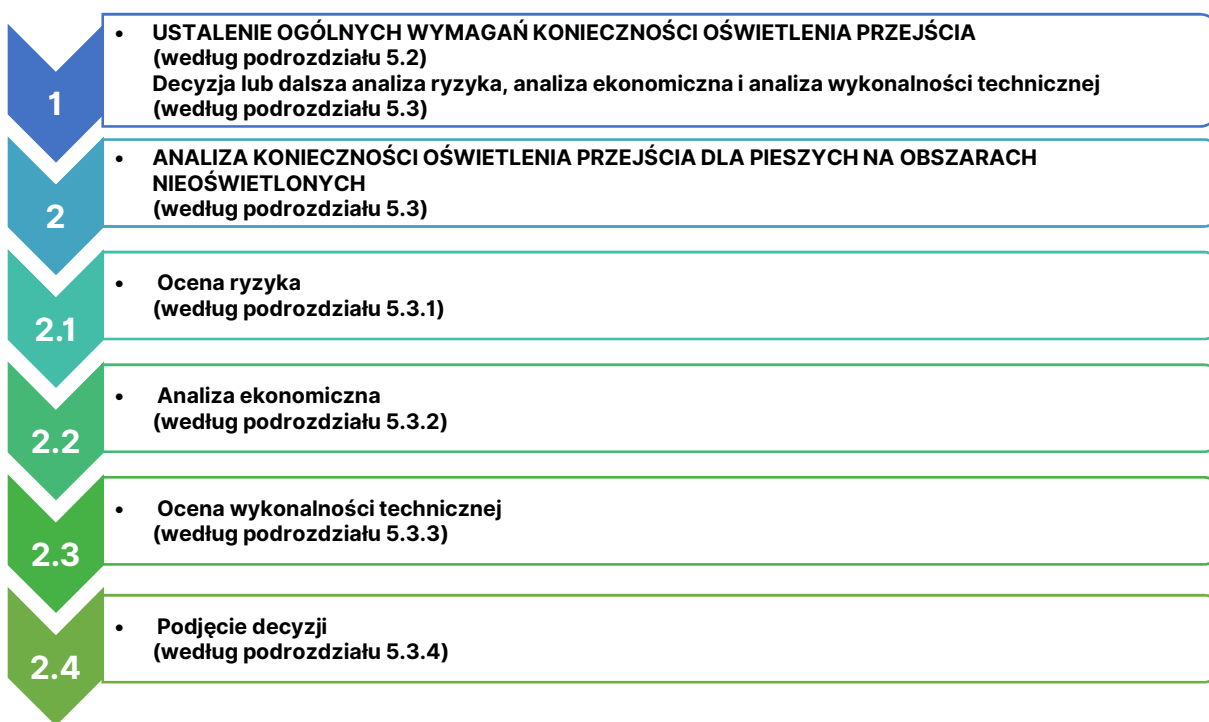 1
• USTALENIE OGÓLNYCH WYMAGAŃ KONIECZNOŚCI OŚWIETLENIA PRZEJŚCIA
(według podrozdziału 5.2)
Decyzja lub dalsza analiza ryzyka, analiza ekonomiczna i analiza wykonalności technicznej
(według podrozdziału 5.3)
2
• ANALIZA KONIECZNOŚCI OŚWIETLENIA PRZEJŚCIA DLA PIESZYCH NA OBSZARACH
NIEOŚWIETLONYCH
(według podrozdziału 5.3)
2.1
• Ocena ryzyka
(według podrozdziału 5.3.1)
2.2
• Analiza ekonomiczna
(według podrozdziału 5.3.2)
2.3
• Ocena wykonalności technicznej
(według podrozdziału 5.3.3)
2.4
• Podjęcie decyzji
(według podrozdziału 5.3.4)